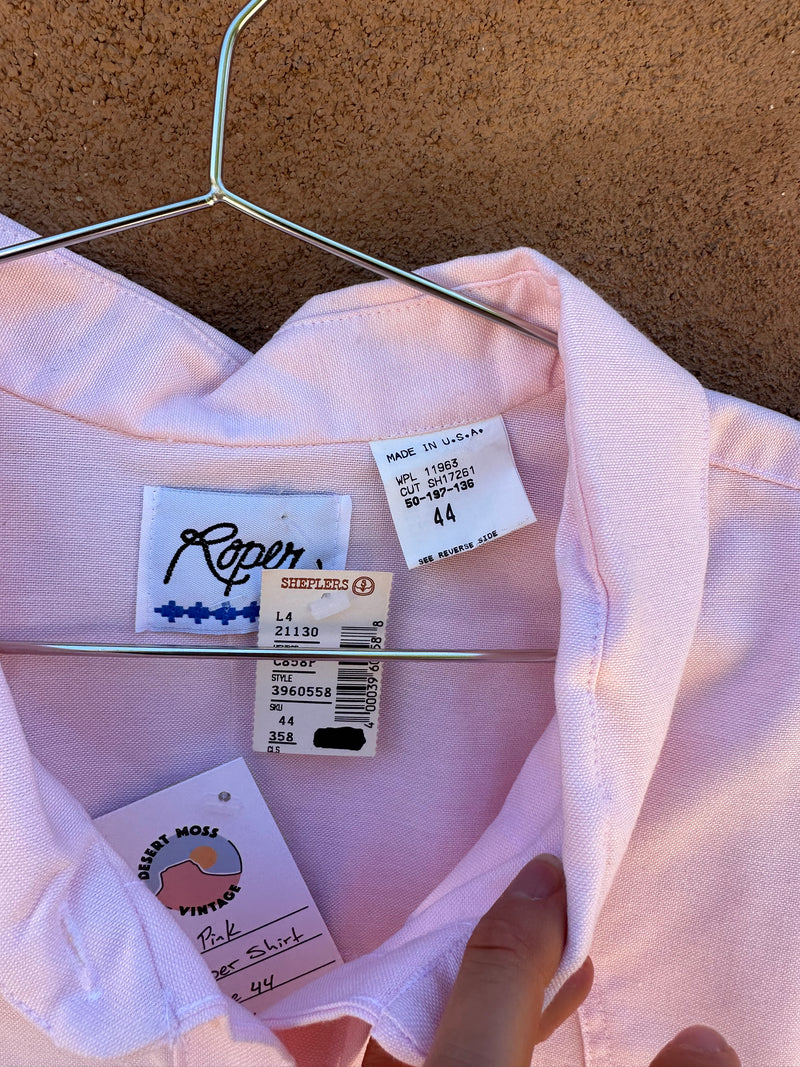 MADE IN U.S.A.
WPL 11963
CUT SH17261
50-197-136
44
SEE REVERSE SIDE
Roper
SHEPLERS
L4
21130
C858P
STYLE
3960558
SKU
44
358
CLS
DESERT MOSS
VINTAGE
Pink
Shirt
44